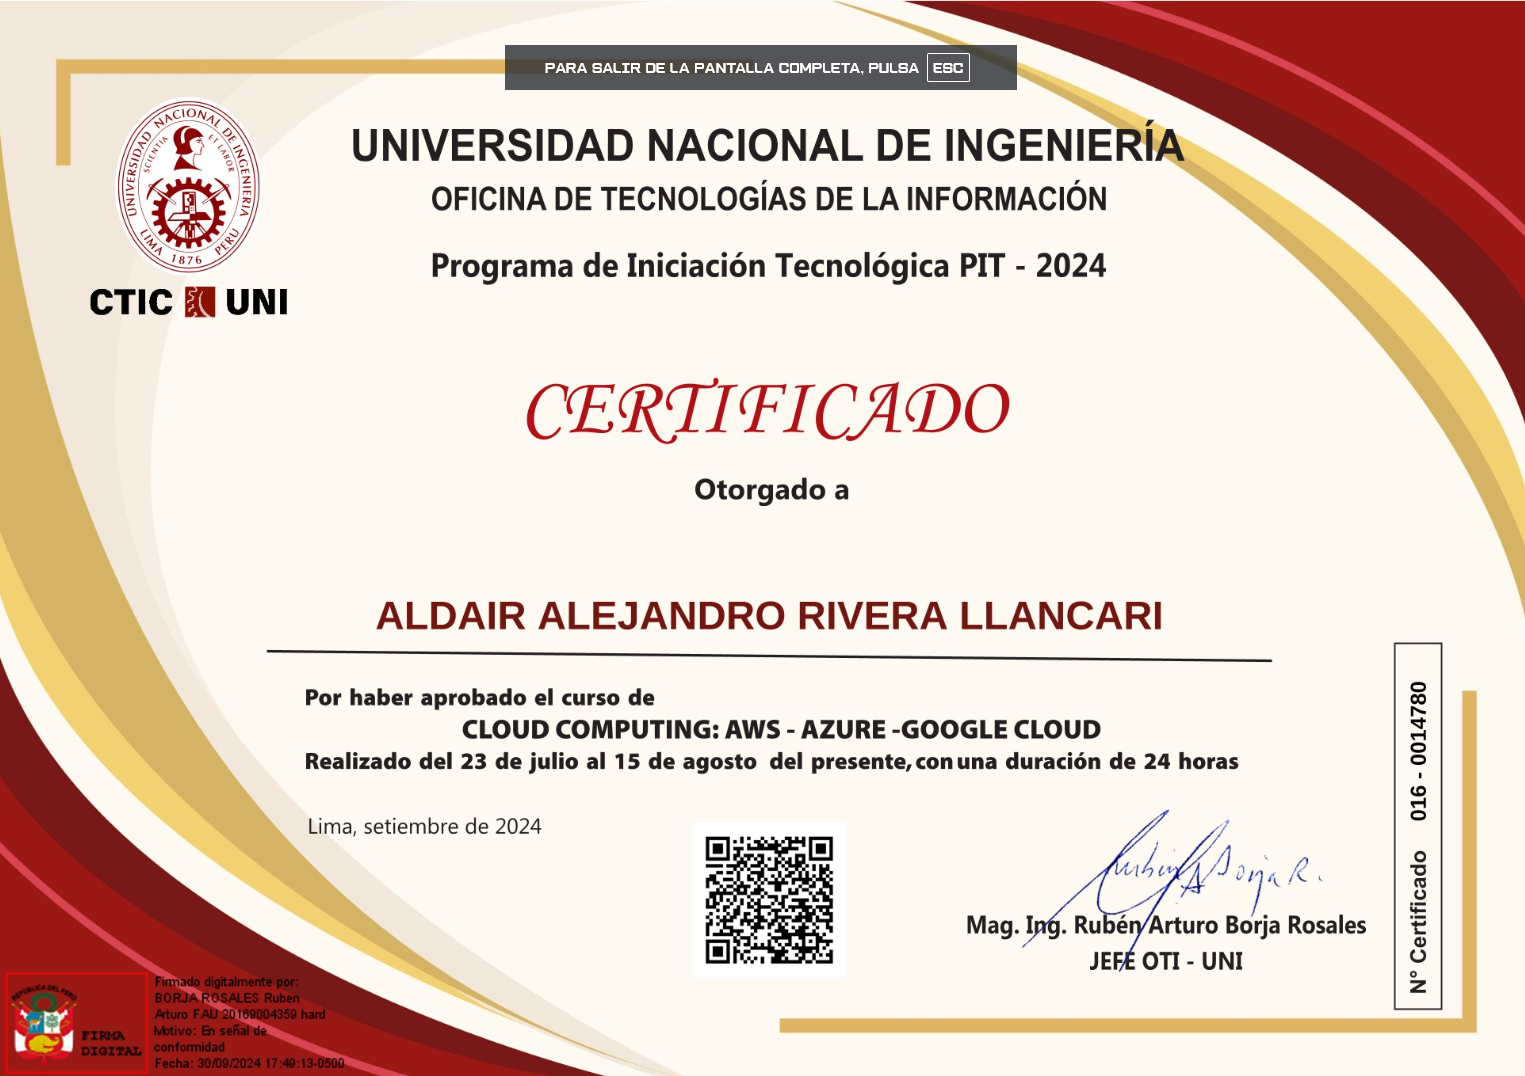 PARA SALIR DE LA PANTALLA COMPLETA, PULSA ESC
UNIVERSIDAD NACIONAL DE INGENIERIA
SCIENTIA ET LABOR
LIMA 1876 PERU
CTIC UNI
UNIVERSIDAD NACIONAL DE INGENIERÍA
OFICINA DE TECNOLOGÍAS DE LA INFORMACIÓN
Programa de Iniciación Tecnológica PIT - 2024
CERTIFICADO
Otorgado a
ALDAIR ALEJANDRO RIVERA LLANCARI
Por haber aprobado el curso de
CLOUD COMPUTING: AWS - AZURE -GOOGLE CLOUD
Realizado del 23 de julio al 15 de agosto del presente, con una duración de 24 horas
Lima, setiembre de 2024
Rubén A Borja R.
Mag. Ing. Rubén Arturo Borja Rosales
JEFE OTI - UNI
N° Certificado 016 - 0014780
REPÚBLICA DEL PERÚ
FIRMA
DIGITAL
Firmado digitalmente por:
BORJA ROSALES Ruben
Arturo FAU 20169004359 hard
Motivo: En señal de
conformidad
Fecha: 30/09/2024 17:49:13-0500